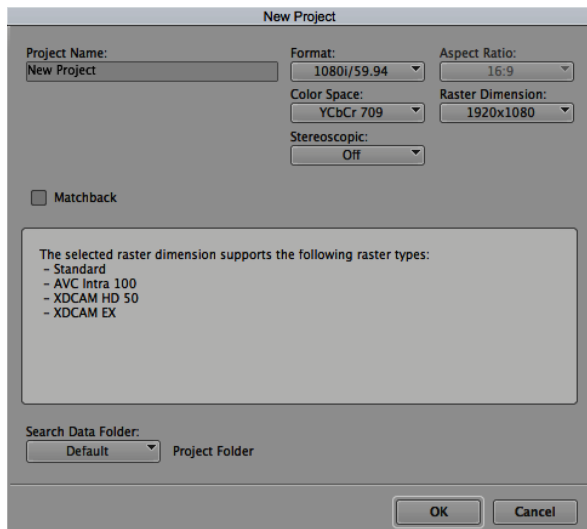 New Project
Project Name:
New Project
Format:
1080i/59.94
Aspect Ratio:
16:9
Color Space:
YCbCr 709
Raster Dimension:
1920x1080
Stereoscopic:
Off
Matchback
The selected raster dimension supports the following raster types:
– Standard
– AVC Intra 100
– XDCAM HD 50
– XDCAM EX
Search Data Folder:
Default
Project Folder
OK
Cancel